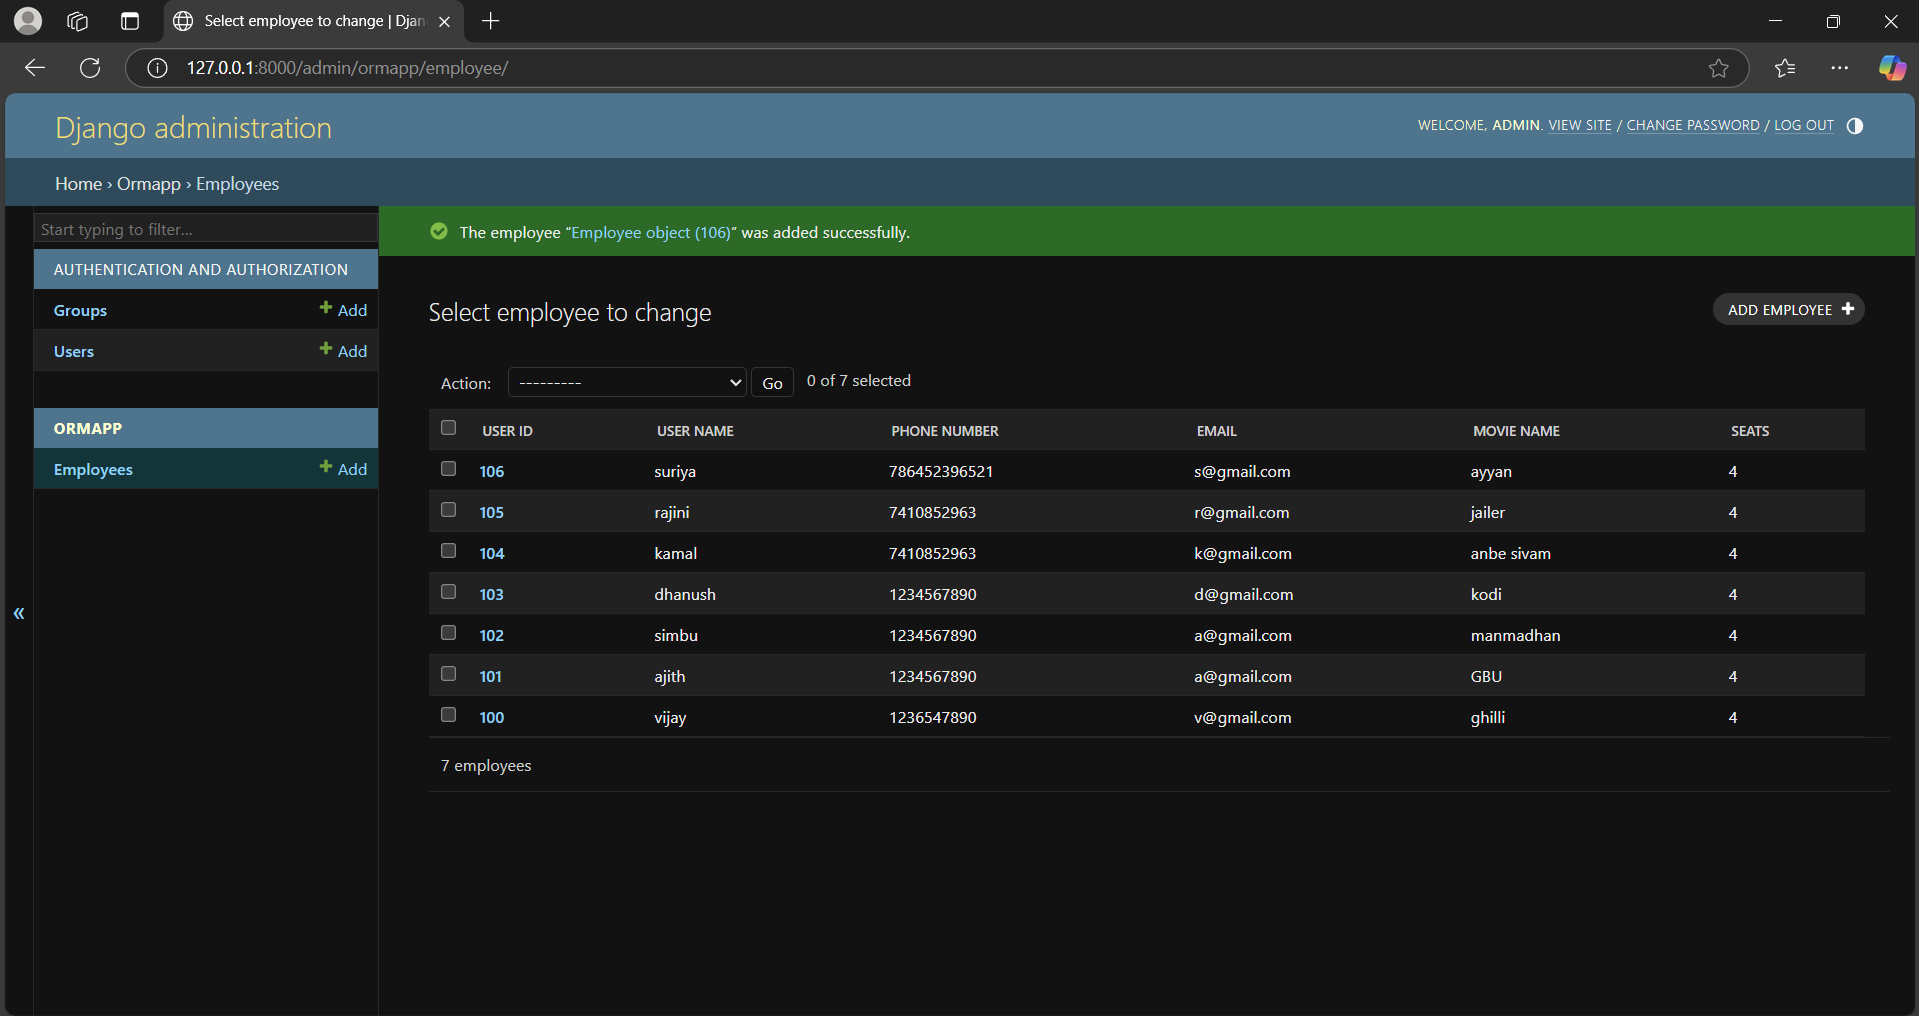 Select employee to change | Djan
127.0.0.1:8000/admin/ormapp/employee/
Django administration
WELCOME, ADMIN. VIEW SITE / CHANGE PASSWORD / LOG OUT
Home › Ormapp › Employees
Start typing to filter...
The employee “Employee object (106)” was added successfully.
AUTHENTICATION AND AUTHORIZATION
Groups + Add
Users + Add
ORMAPP
Employees + Add
«
Select employee to change
ADD EMPLOYEE +
Action: --------- Go 0 of 7 selected
USER ID USER NAME PHONE NUMBER EMAIL MOVIE NAME SEATS
106 suriya 786452396521 s@gmail.com ayyan 4
105 rajini 7410852963 r@gmail.com jailer 4
104 kamal 7410852963 k@gmail.com anbe sivam 4
103 dhanush 1234567890 d@gmail.com kodi 4
102 simbu 1234567890 a@gmail.com manmadhan 4
101 ajith 1234567890 a@gmail.com GBU 4
100 vijay 1236547890 v@gmail.com ghilli 4
7 employees